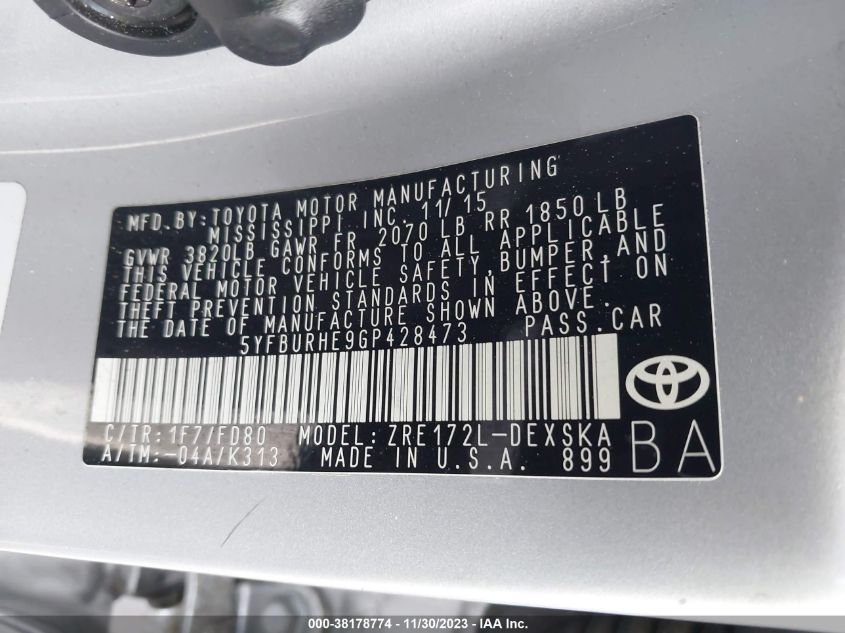 MFD.BY:TOYOTA MOTOR MANUFACTURING
MISSISSIPPI INC. 11/15
GVWR 3820LB GAWR FR 2070 LB RR 1850 LB
THIS VEHICLE CONFORMS TO ALL APPLICABLE
FEDERAL MOTOR VEHICLE SAFETY,BUMPER,AND
THEFT PREVENTION STANDARDS IN EFFECT ON
THE DATE OF MANUFACTURE SHOWN ABOVE.
5YFBURHE9GP428473 PASS.CAR
C/TR:1F7/FD80 MODEL:ZRE172L-DEXSKA
A/TM:-04A/K313 MADE IN U.S.A. 899
BA
000-38178774 - 11/30/2023 - IAA Inc.